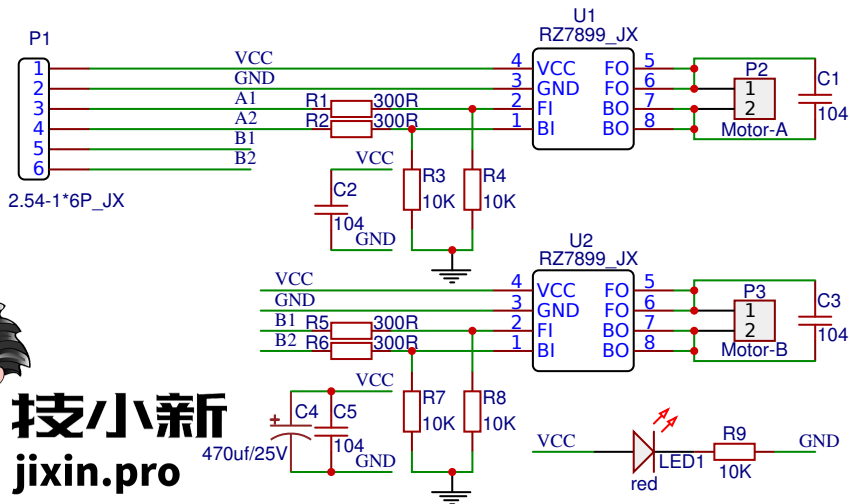 P1
1
2
3
4
5
6
2.54-1*6P_JX
VCC
GND
A1
A2
B1
B2
R1 300R
R2 300R
U1
RZ7899_JX
4 VCC FO 5
3 GND FO 6
2 FI BO 7
1 BI BO 8
P2
1
2
Motor-A
C1
104
VCC
C2
104
GND
R3
10K
R4
10K
U2
RZ7899_JX
VCC
GND
B1 R5 300R
B2 R6 300R
4 VCC FO 5
3 GND FO 6
2 FI BO 7
1 BI BO 8
P3
1
2
Motor-B
C3
104
VCC
+ C4
470uf/25V
C5
104
GND
R7
10K
R8
10K
VCC
LED1
red
R9
10K
GND
技小新
jixin.pro